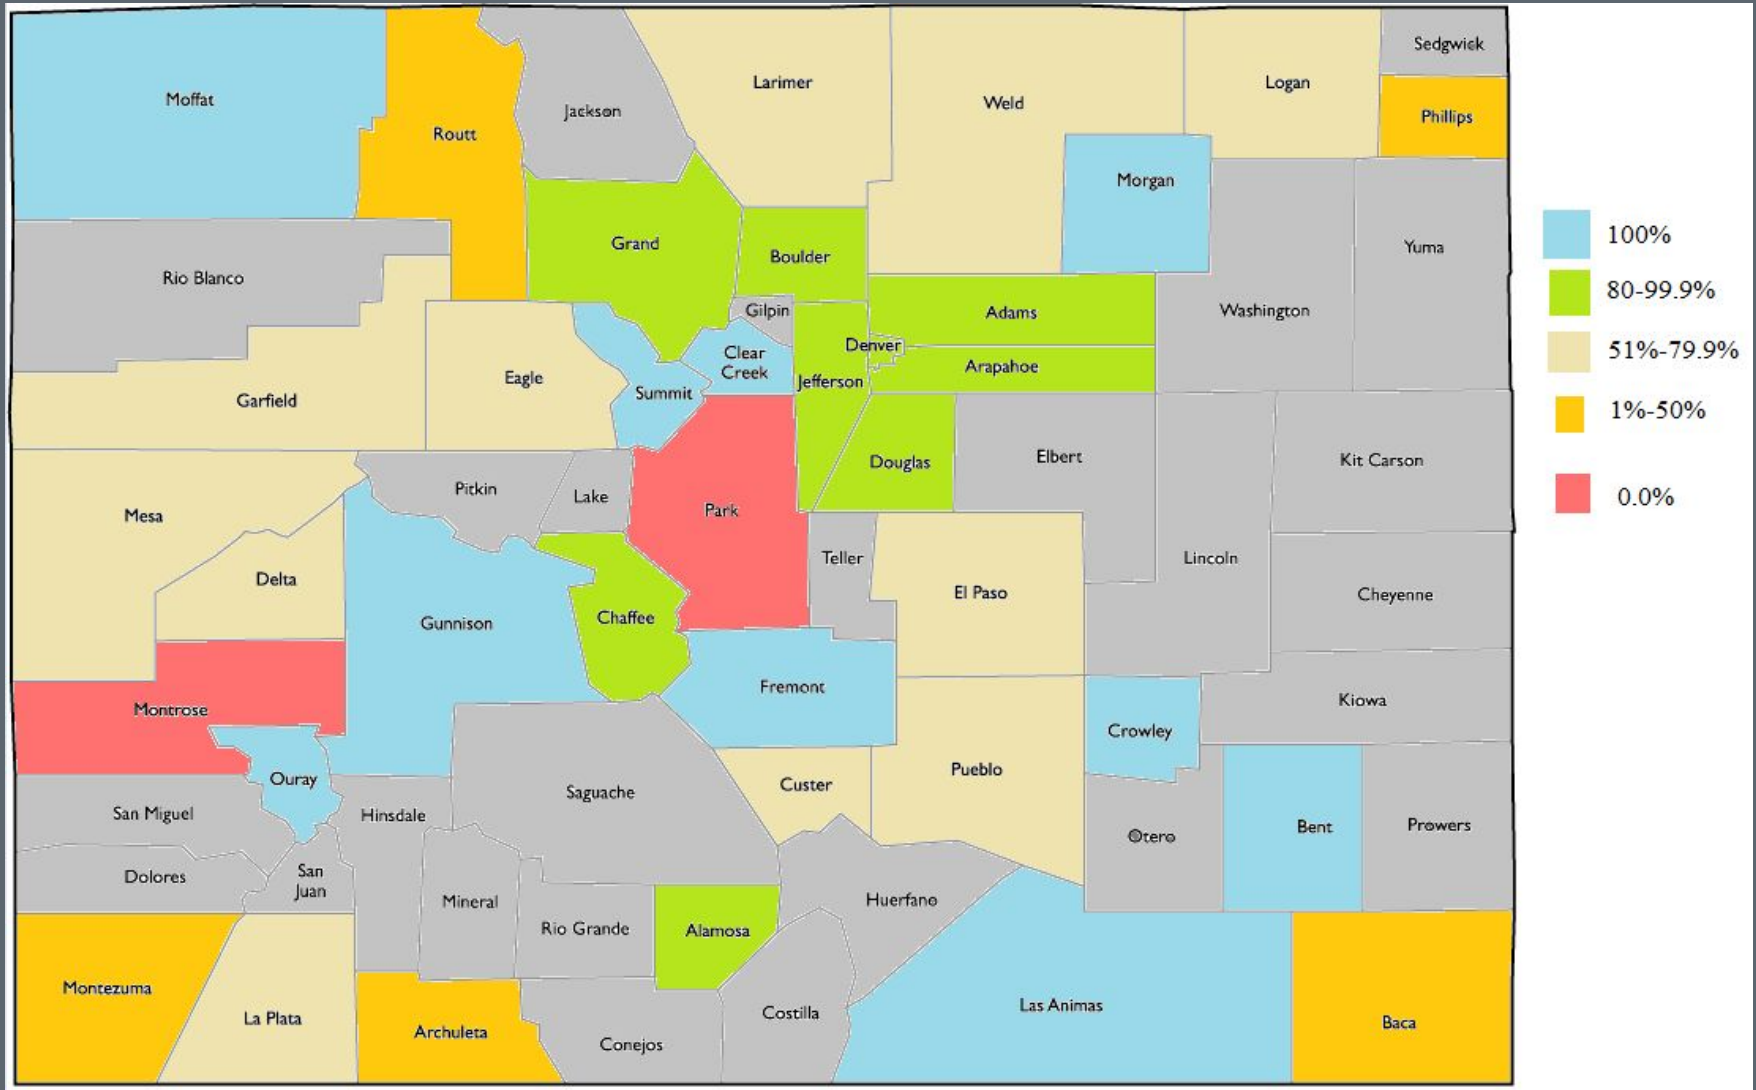 Sedgwick
Moffat
Larimer
Logan
Weld
Jackson
Phillips
Routt
Morgan
Grand
Boulder
Yuma
Rio Blanco
Gilpin
Adams
Washington
Denver
Clear
Creek
Arapahoe
Eagle
Jefferson
Summit
Garfield
Elbert
Douglas
Kit Carson
Pitkin
Lake
Park
Mesa
Teller
Lincoln
Delta
El Paso
Cheyenne
Chaffee
Gunnison
Fremont
Kiowa
Montrose
Crowley
Pueblo
Ouray
Custer
Saguache
San Miguel
Hinsdale
Bent
Prowers
Otero
San
Juan
Dolores
Mineral
Huerfano
Rio Grande
Alamosa
Montezuma
La Plata
Las Animas
Costilla
Baca
Archuleta
Conejos
100%
80-99.9%
51%-79.9%
1%-50%
0.0%